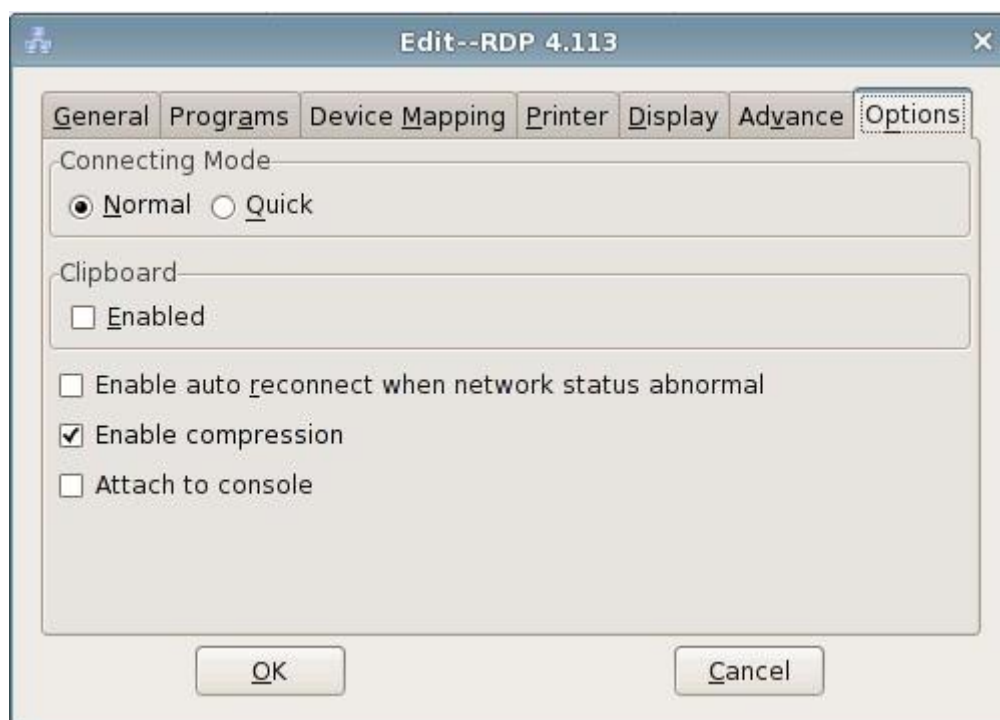 Edit--RDP 4.113
General Programs Device Mapping Printer Display Advance Options
Connecting Mode
Normal Quick
Clipboard
Enabled
Enable auto reconnect when network status abnormal
Enable compression
Attach to console
OK Cancel